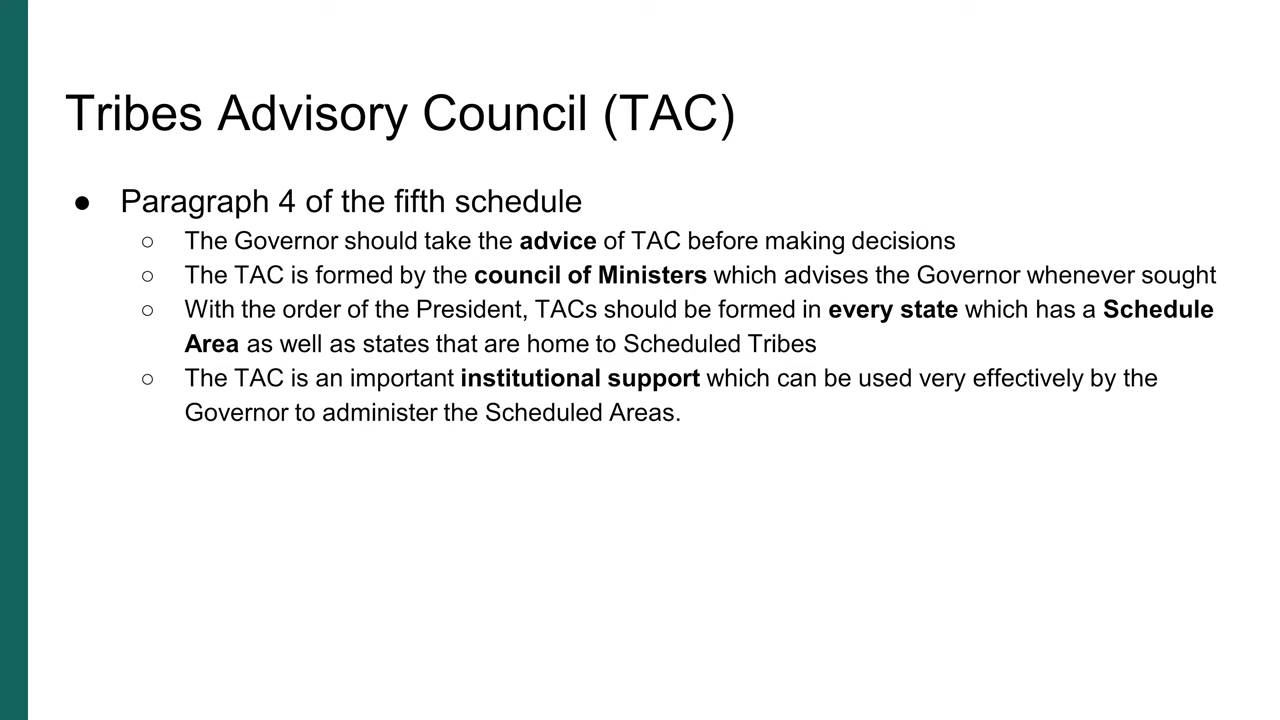 Tribes Advisory Council (TAC)
● Paragraph 4 of the fifth schedule
○ The Governor should take the advice of TAC before making decisions
○ The TAC is formed by the council of Ministers which advises the Governor whenever sought
○ With the order of the President, TACs should be formed in every state which has a Schedule
Area as well as states that are home to Scheduled Tribes
○ The TAC is an important institutional support which can be used very effectively by the
Governor to administer the Scheduled Areas.